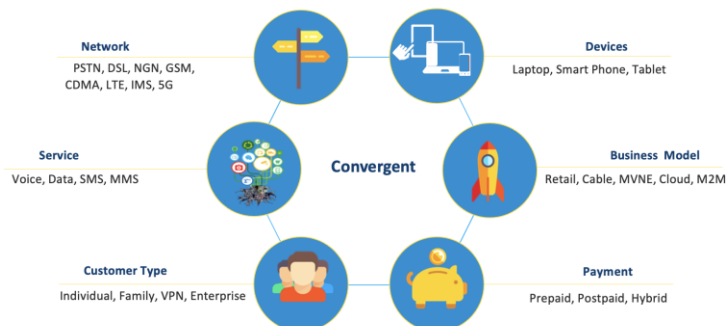 Network
PSTN, DSL, NGN, GSM,
CDMA, LTE, IMS, 5G
Devices
Laptop, Smart Phone, Tablet
Service
Voice, Data, SMS, MMS
Convergent
Business Model
Retail, Cable, MVNE, Cloud, M2M
Customer Type
Individual, Family, VPN, Enterprise
Payment
Prepaid, Postpaid, Hybrid